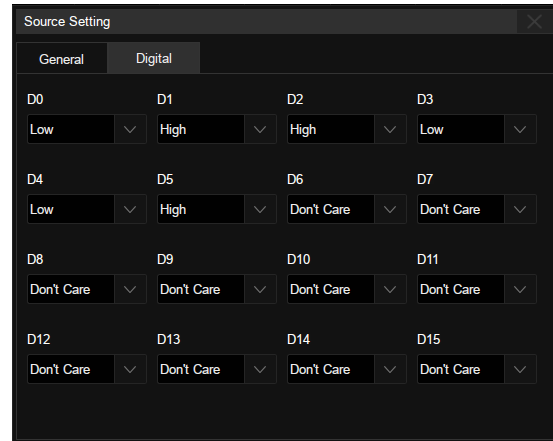 Source Setting
General Digital
D0 D1 D2 D3
Low High High Low
D4 D5 D6 D7
Low High Don't Care Don't Care
D8 D9 D10 D11
Don't Care Don't Care Don't Care Don't Care
D12 D13 D14 D15
Don't Care Don't Care Don't Care Don't Care